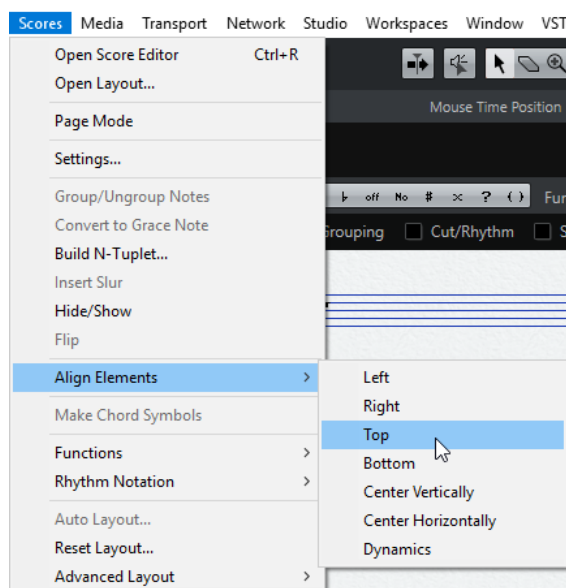 Scores Media Transport Network Studio Workspaces Window VST
Open Score Editor Ctrl+R
Open Layout...
Mouse Time Position
Page Mode
Settings...
Group/Ungroup Notes
off No # x ? ( ) Fun
Convert to Grace Note
Grouping Cut/Rhythm S
Build N-Tuplet...
Insert Slur
Hide/Show
Flip
Align Elements >
Left
Right
Make Chord Symbols
Top
Functions >
Bottom
Rhythm Notation >
Center Vertically
Auto Layout...
Center Horizontally
Reset Layout...
Dynamics
Advanced Layout >